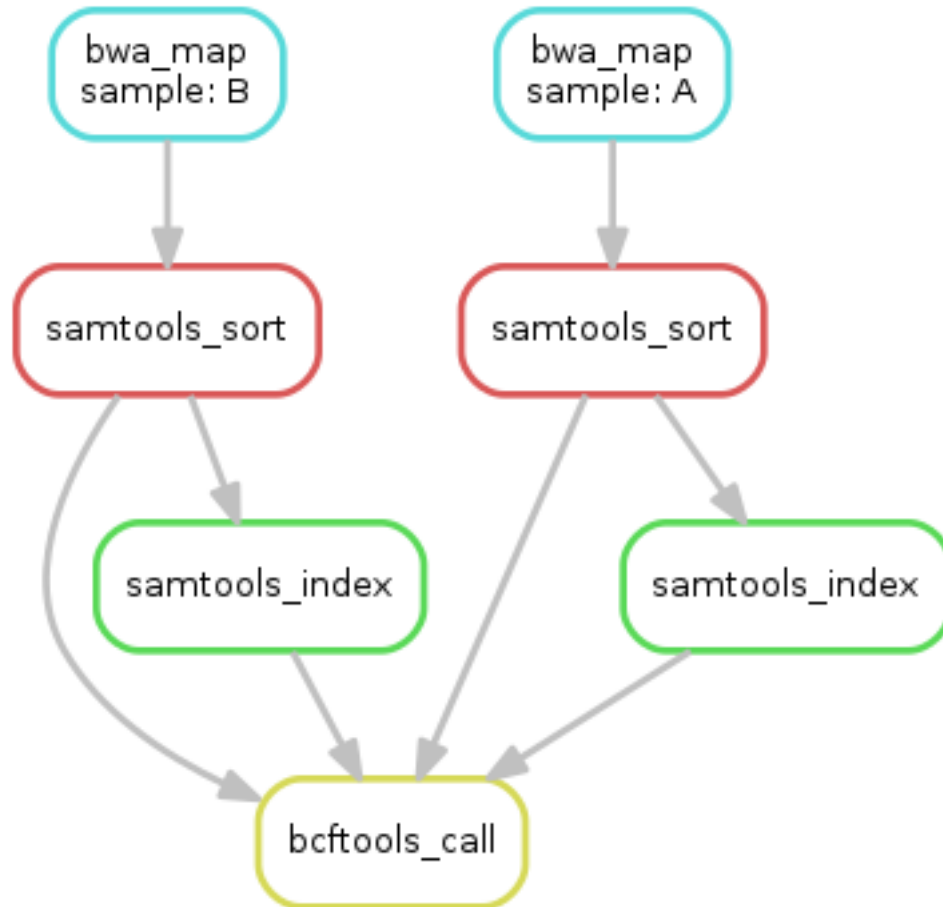 bwa_map
sample: B
bwa_map
sample: A
samtools_sort
samtools_sort
samtools_index
samtools_index
bcftools_call